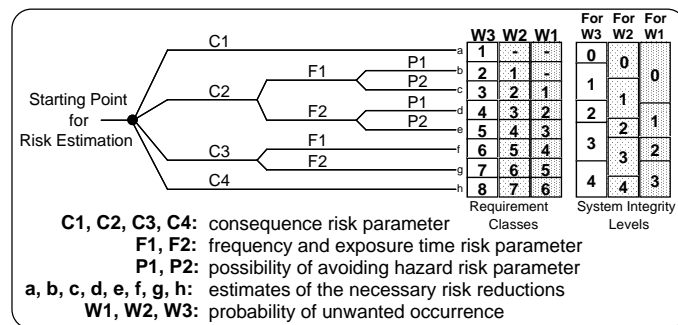 For For For
W3 W2 W1 W3 W2 W1
C1 a 1 - -
F1 P1 b 2 1 -
C2 P2 c 3 2 1
F2 P1 d 4 3 2
P2 e 5 4 3
C3 F1 f 6 5 4
F2 g 7 6 5
C4 h 8 7 6
0 1 2 3 4
0 1 2 3 4
0 1 2 3
Starting Point
for
Risk Estimation
Requirement
Classes
System Integrity
Levels
C1, C2, C3, C4: consequence risk parameter
F1, F2: frequency and exposure time risk parameter
P1, P2: possibility of avoiding hazard risk parameter
a, b, c, d, e, f, g, h: estimates of the necessary risk reductions
W1, W2, W3: probability of unwanted occurrence